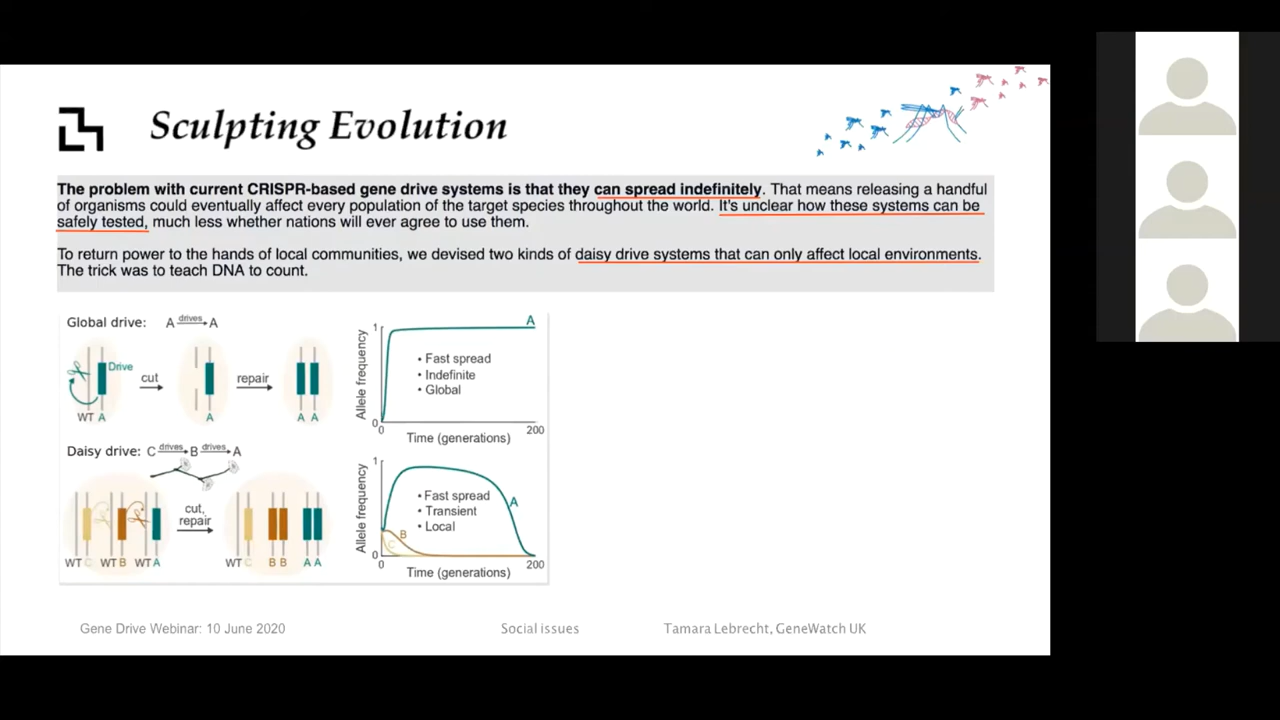 Sculpting Evolution
The problem with current CRISPR-based gene drive systems is that they can spread indefinitely. That means releasing a handful
of organisms could eventually affect every population of the target species throughout the world. It's unclear how these systems can be
safely tested, much less whether nations will ever agree to use them.
To return power to the hands of local communities, we devised two kinds of daisy drive systems that can only affect local environments.
The trick was to teach DNA to count.
Global drive: A drives A
Drive
cut
repair
WT A
A
A A
1
A
• Fast spread
• Indefinite
• Global
Allele frequency
0
0
200
Time (generations)
Daisy drive: C drives B drives A
cut,
repair
WT C WT B WT A
WT C B B A A
1
• Fast spread
• Transient
• Local
A
B
C
Allele frequency
0
0
200
Time (generations)
Gene Drive Webinar: 10 June 2020
Social issues
Tamara Lebrecht, GeneWatch UK